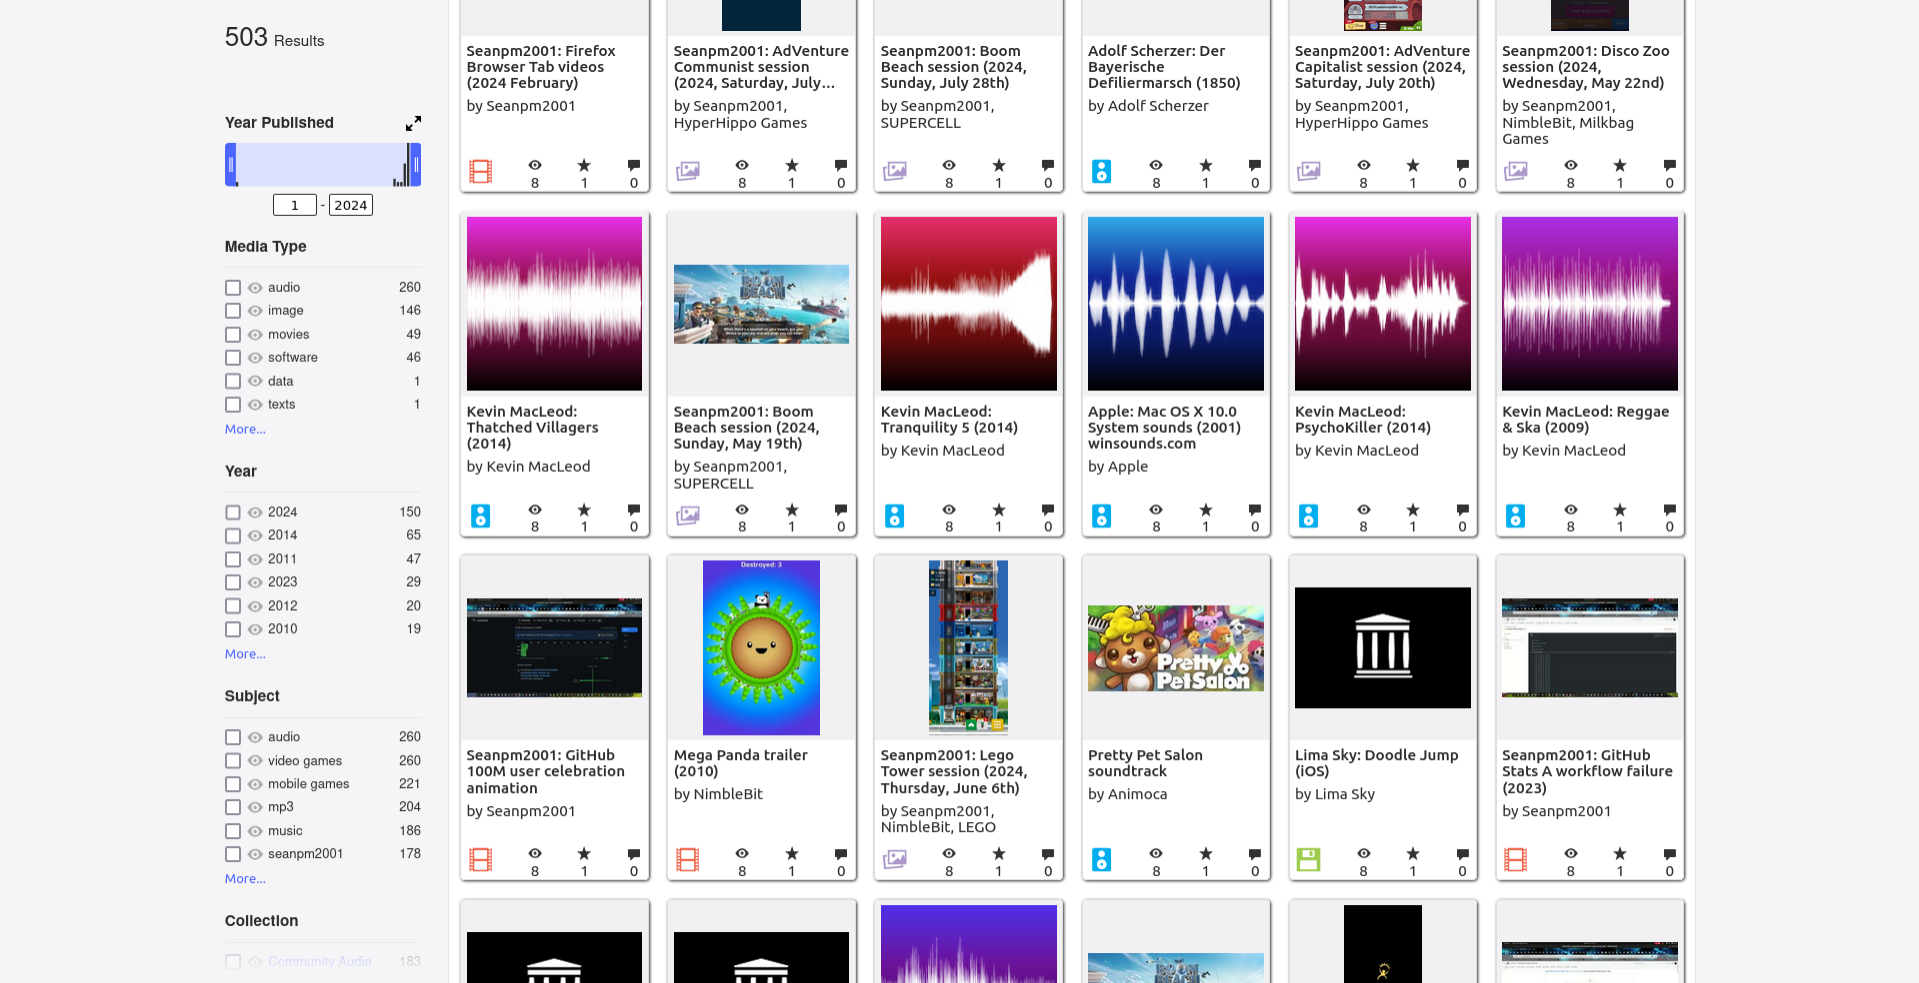 503 Results
Year Published
1 - 2024
Media Type
audio 260
image 146
movies 49
software 46
data 1
texts 1
More...
Year
2024 150
2014 65
2011 47
2023 29
2012 20
2010 19
More...
Subject
audio 260
video games 260
mobile games 221
mp3 204
music 186
seanpm2001 178
More...
Collection
Community Audio 183
Seanpm2001: Firefox
Browser Tab videos
(2024 February)
by Seanpm2001
8 1 0
Seanpm2001: AdVenture
Communist session
(2024, Saturday, July...
by Seanpm2001,
HyperHippo Games
8 1 0
Seanpm2001: Boom
Beach session (2024,
Sunday, July 28th)
by Seanpm2001,
SUPERCELL
8 1 0
Adolf Scherzer: Der
Bayerische
Defiliermarsch (1850)
by Adolf Scherzer
8 1 0
Seanpm2001: AdVenture
Capitalist session (2024,
Saturday, July 20th)
by Seanpm2001,
HyperHippo Games
8 1 0
Seanpm2001: Disco Zoo
session (2024,
Wednesday, May 22nd)
by Seanpm2001,
NimbleBit, Milkbag
Games
8 1 0
Kevin MacLeod:
Thatched Villagers
(2014)
by Kevin MacLeod
8 1 0
BOOM
BEACH
Seanpm2001: Boom
Beach session (2024,
Sunday, May 19th)
by Seanpm2001,
SUPERCELL
8 1 0
Kevin MacLeod:
Tranquility 5 (2014)
by Kevin MacLeod
8 1 0
Apple: Mac OS X 10.0
System sounds (2001)
winsounds.com
by Apple
8 1 0
Kevin MacLeod:
PsychoKiller (2014)
by Kevin MacLeod
8 1 0
Kevin MacLeod: Reggae
& Ska (2009)
by Kevin MacLeod
8 1 0
Seanpm2001: GitHub
100M user celebration
animation
by Seanpm2001
8 1 0
Destroyed: 3
Mega Panda trailer
(2010)
by NimbleBit
8 1 0
Seanpm2001: Lego
Tower session (2024,
Thursday, June 6th)
by Seanpm2001,
NimbleBit, LEGO
8 1 0
Pretty
Pet Salon
Pretty Pet Salon
soundtrack
by Animoca
8 1 0
Lima Sky: Doodle Jump
(iOS)
by Lima Sky
8 1 0
Seanpm2001: GitHub
Stats A workflow failure
(2023)
by Seanpm2001
8 1 0
BOOM